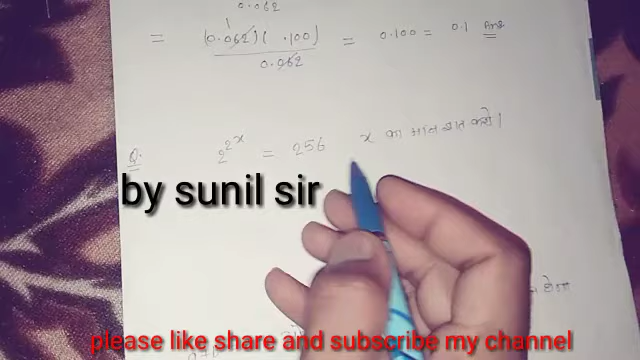 0.062
1
= (0.062)( .100) / 0.062 = 0.100 = 0.1 Ans
Q. 2^2^x = 256 x का मान ज्ञात करो।
by sunil sir
please like share and subscribe my channel